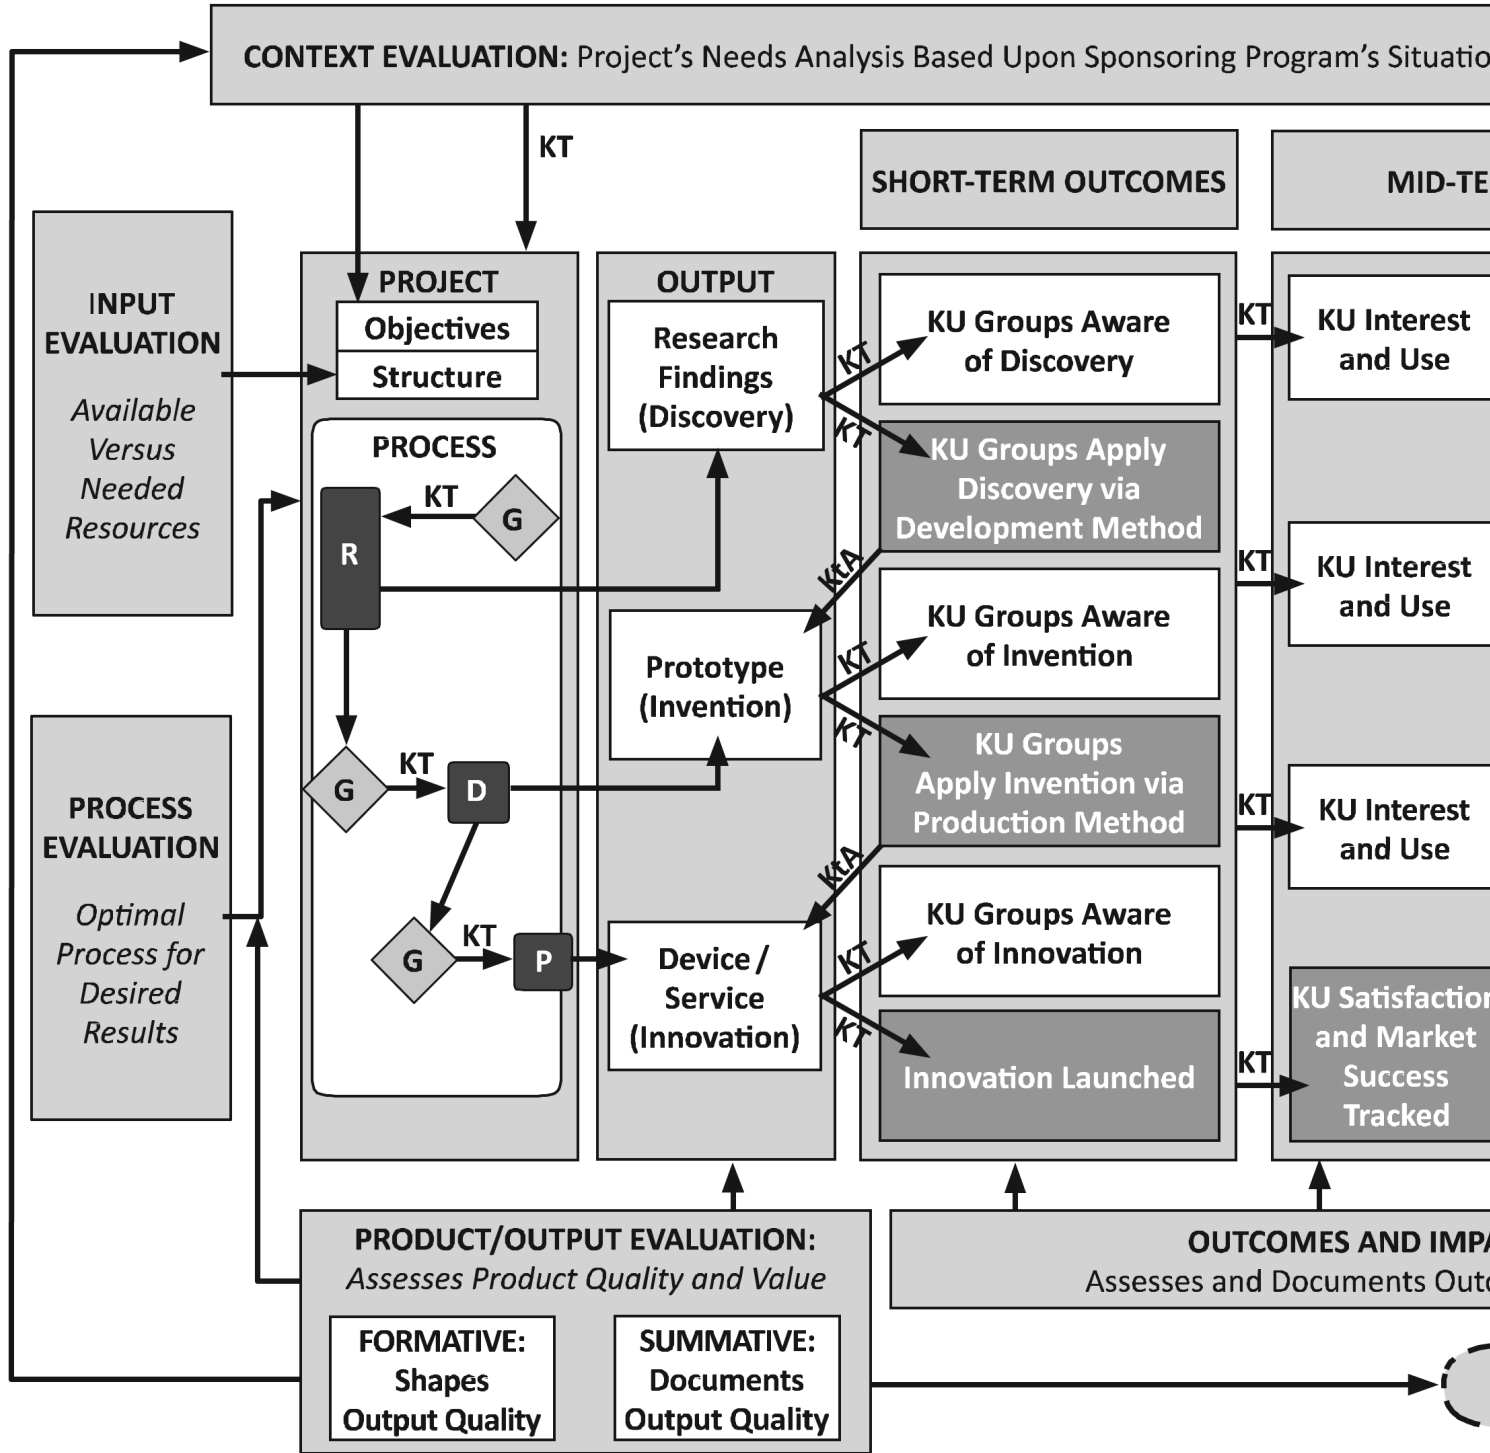 CONTEXT EVALUATION: Project's Needs Analysis Based Upon Sponsoring Program's Situatio
KT
SHORT-TERM OUTCOMES
MID-TE
INPUT
EVALUATION
Available
Versus
Needed
Resources
PROJECT
Objectives
Structure
PROCESS
KT
G
R
G
KT
D
G
KT
P
PROCESS
EVALUATION
Optimal
Process for
Desired
Results
OUTPUT
Research
Findings
(Discovery)
Prototype
(Invention)
Device/
Service
(Innovation)
KT
KT
KtA
KT
KT
KtA
KT
KT
KU Groups Aware
of Discovery
KU Groups Apply
Discovery via
Development Method
KU Groups Aware
of Invention
KU Groups
Apply Invention via
Production Method
KU Groups Aware
of Innovation
Innovation Launched
KT
KT
KT
KT
KU Interest
and Use
KU Interest
and Use
KU Interest
and Use
KU Satisfaction
and Market
Success
Tracked
PRODUCT/OUTPUT EVALUATION:
Assesses Product Quality and Value
FORMATIVE:
Shapes
Output Quality
SUMMATIVE:
Documents
Output Quality
OUTCOMES AND IMPA
Assesses and Documents Outc